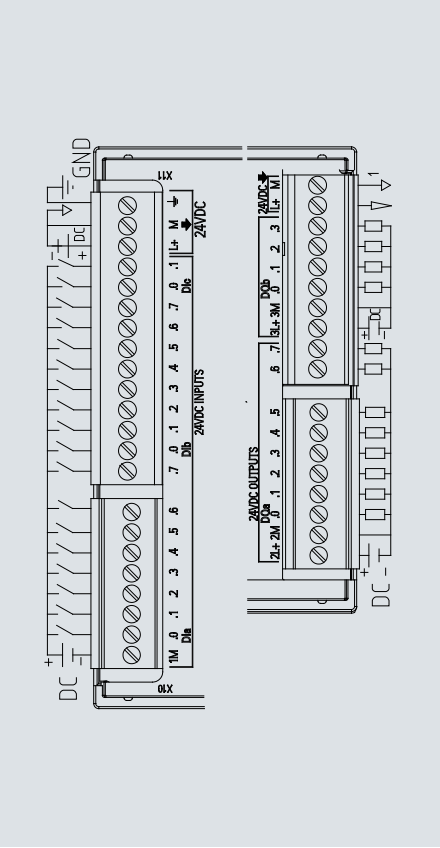 GND
DC
+
−
X11
24VDC
L+ M
24VDC INPUTS
DIa
1M .0 .1 .2 .3 .4 .5 .6
DIb
.7 .0 .1 .2 .3 .4 .5 .6 .7
DIc
.0 .1
X10
DC
+
−
24VDC
L+ M
1
24VDC OUTPUTS
DQa
2L+ 2M .0 .1 .2 .3 .4 .5
.6 .7
DQb
3L+ 3M .0 .1 .2 .3
DC
+
−
DC
+
−